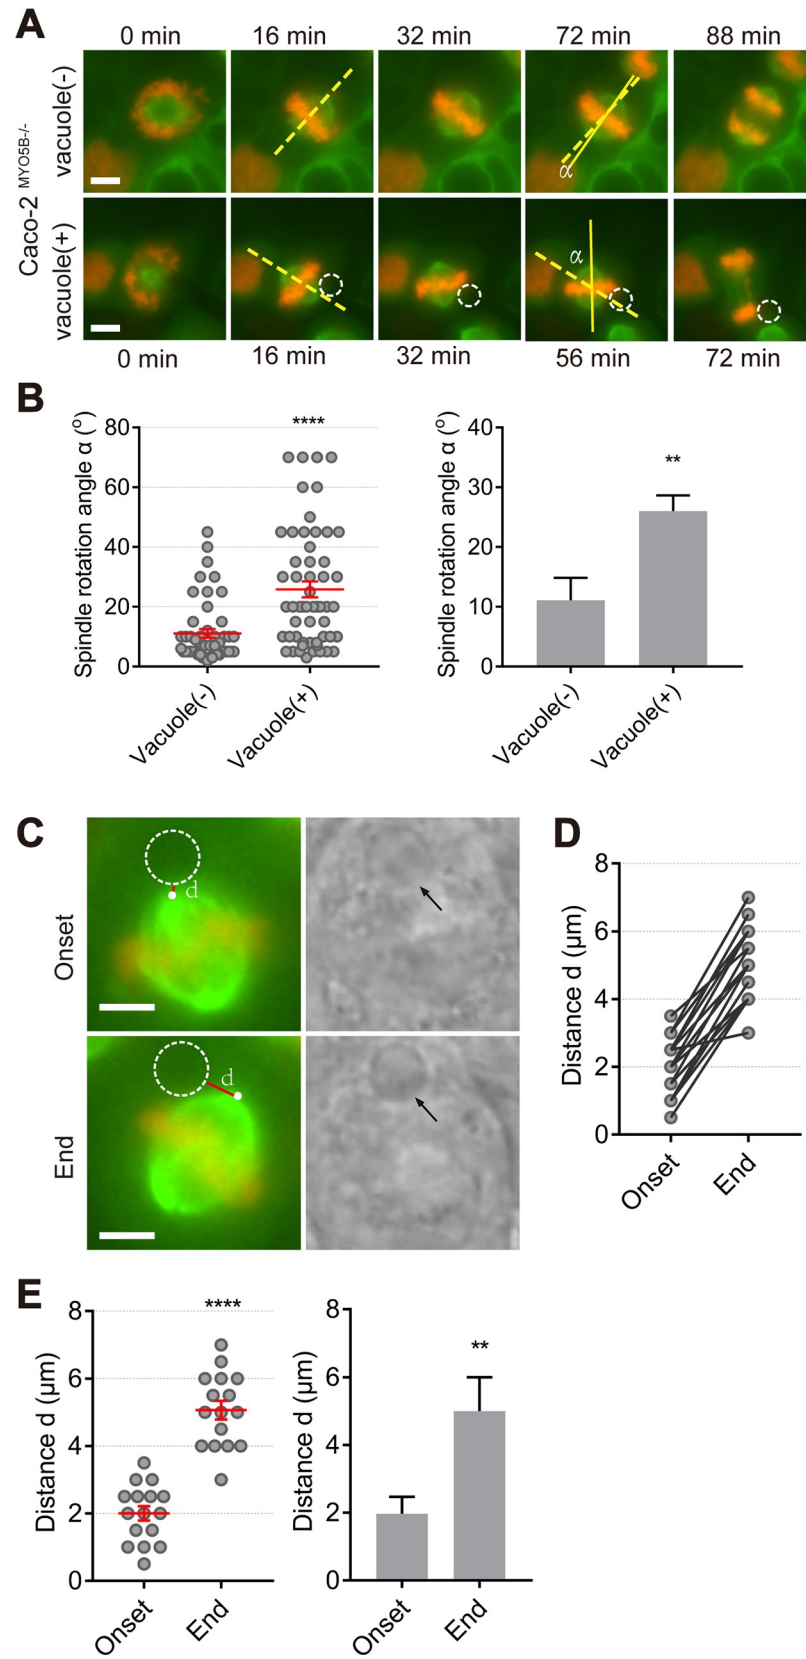 A
0 min 16 min 32 min 72 min 88 min
Caco-2 MYO5B-/-
vacuole(-)
α
vacuole(+)
α
0 min 16 min 32 min 56 min 72 min
B
Spindle rotation angle α (o)
80
60
40
20
0
****
Vacuole(-)
Vacuole(+)
Spindle rotation angle α (o)
40
30
20
10
0
**
Vacuole(-)
Vacuole(+)
C
Onset
d
End
d
D
Distance d (μm)
8
6
4
2
0
Onset
End
E
Distance d (μm)
8
6
4
2
0
****
Onset
End
Distance d (μm)
8
6
4
2
0
**
Onset
End